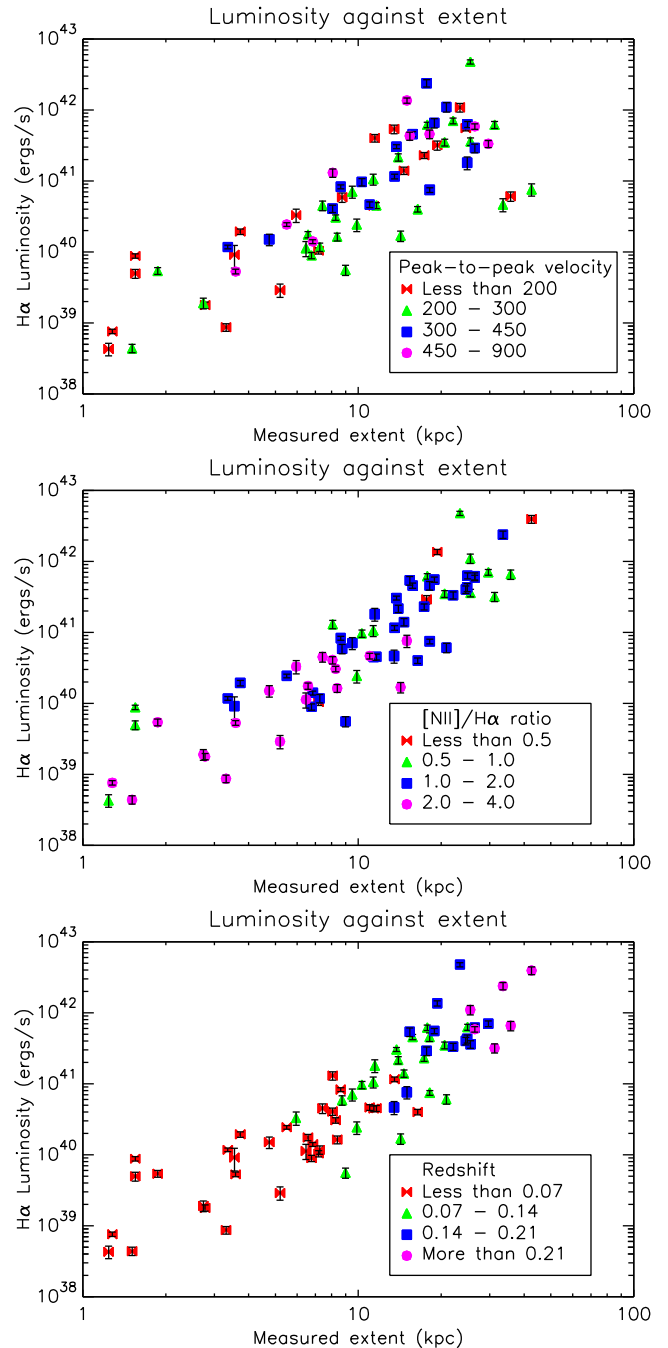 Luminosity against extent
10^43
10^42
10^41
10^40
10^39
10^38
Hα Luminosity (ergs/s)
Peak-to-peak velocity
Less than 200
200 - 300
300 - 450
450 - 900
1 10 100
Measured extent (kpc)
Luminosity against extent
10^43
10^42
10^41
10^40
10^39
10^38
Hα Luminosity (ergs/s)
[NII]/Hα ratio
Less than 0.5
0.5 - 1.0
1.0 - 2.0
2.0 - 4.0
1 10 100
Measured extent (kpc)
Luminosity against extent
10^43
10^42
10^41
10^40
10^39
10^38
Hα Luminosity (ergs/s)
Redshift
Less than 0.07
0.07 - 0.14
0.14 - 0.21
More than 0.21
1 10 100
Measured extent (kpc)